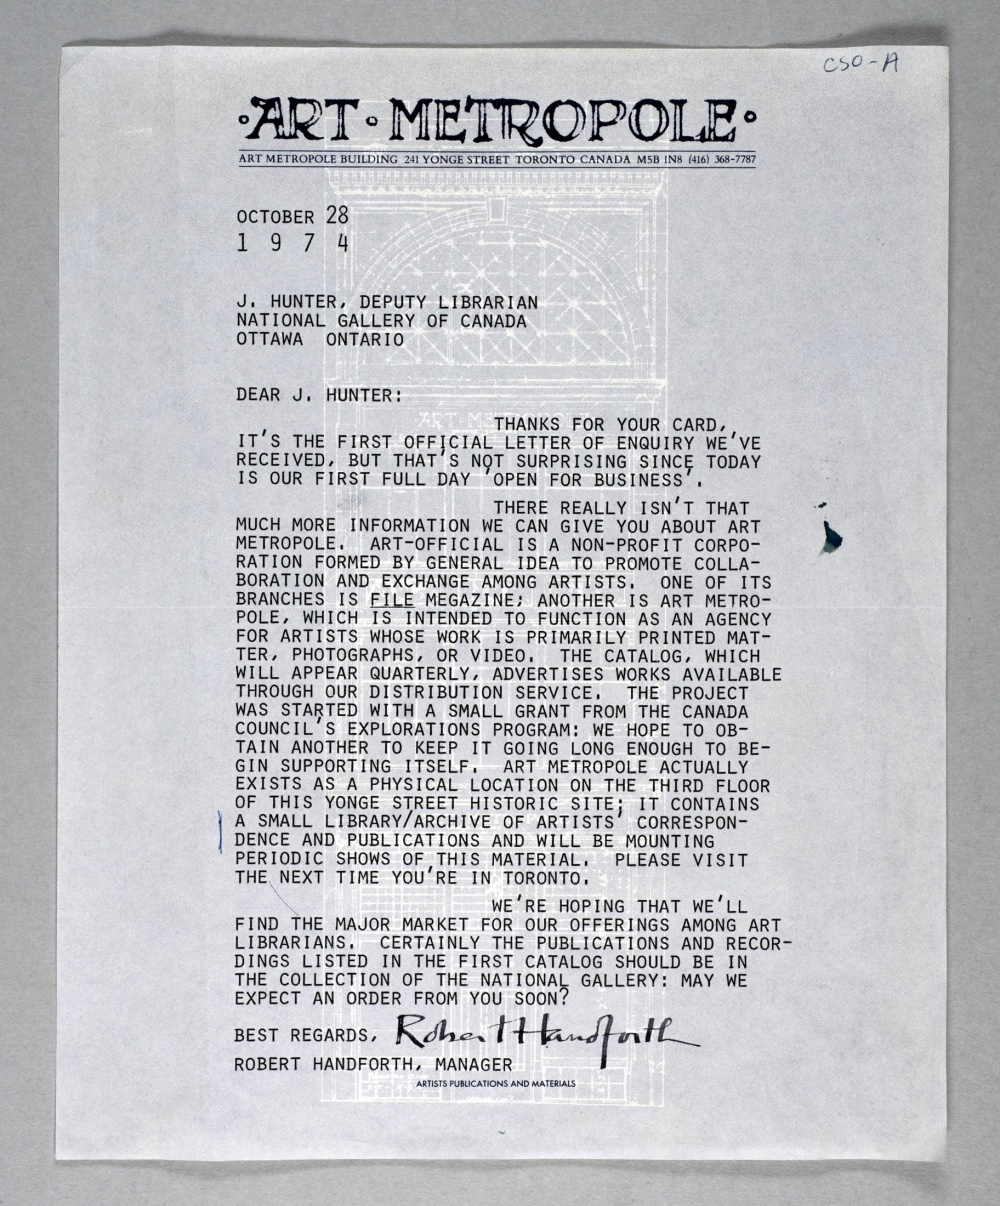 CSO-A
·ART·METROPOLE·
ART METROPOLE BUILDING 241 YONGE STREET TORONTO CANADA M5B 1N8 (416) 368-7787
OCTOBER 28
1 9 7 4
J. HUNTER, DEPUTY LIBRARIAN
NATIONAL GALLERY OF CANADA
OTTAWA ONTARIO
DEAR J. HUNTER:
THANKS FOR YOUR CARD,
IT'S THE FIRST OFFICIAL LETTER OF ENQUIRY WE'VE
RECEIVED, BUT THAT'S NOT SURPRISING SINCE TODAY
IS OUR FIRST FULL DAY 'OPEN FOR BUSINESS'.
THERE REALLY ISN'T THAT
MUCH MORE INFORMATION WE CAN GIVE YOU ABOUT ART
METROPOLE. ART-OFFICIAL IS A NON-PROFIT CORPO-
RATION FORMED BY GENERAL IDEA TO PROMOTE COLLA-
BORATION AND EXCHANGE AMONG ARTISTS. ONE OF ITS
BRANCHES IS FILE MEGAZINE; ANOTHER IS ART METRO-
POLE, WHICH IS INTENDED TO FUNCTION AS AN AGENCY
FOR ARTISTS WHOSE WORK IS PRIMARILY PRINTED MAT-
TER, PHOTOGRAPHS, OR VIDEO. THE CATALOG, WHICH
WILL APPEAR QUARTERLY, ADVERTISES WORKS AVAILABLE
THROUGH OUR DISTRIBUTION SERVICE. THE PROJECT
WAS STARTED WITH A SMALL GRANT FROM THE CANADA
COUNCIL'S EXPLORATIONS PROGRAM: WE HOPE TO OB-
TAIN ANOTHER TO KEEP IT GOING LONG ENOUGH TO BE-
GIN SUPPORTING ITSELF. ART METROPOLE ACTUALLY
EXISTS AS A PHYSICAL LOCATION ON THE THIRD FLOOR
OF THIS YONGE STREET HISTORIC SITE; IT CONTAINS
A SMALL LIBRARY/ARCHIVE OF ARTISTS' CORRESPON-
DENCE AND PUBLICATIONS AND WILL BE MOUNTING
PERIODIC SHOWS OF THIS MATERIAL. PLEASE VISIT
THE NEXT TIME YOU'RE IN TORONTO.
WE'RE HOPING THAT WE'LL
FIND THE MAJOR MARKET FOR OUR OFFERINGS AMONG ART
LIBRARIANS. CERTAINLY THE PUBLICATIONS AND RECOR-
DINGS LISTED IN THE FIRST CATALOG SHOULD BE IN
THE COLLECTION OF THE NATIONAL GALLERY: MAY WE
EXPECT AN ORDER FROM YOU SOON?
BEST REGARDS, Robert Handforth
ROBERT HANDFORTH, MANAGER
ARTISTS PUBLICATIONS AND MATERIALS